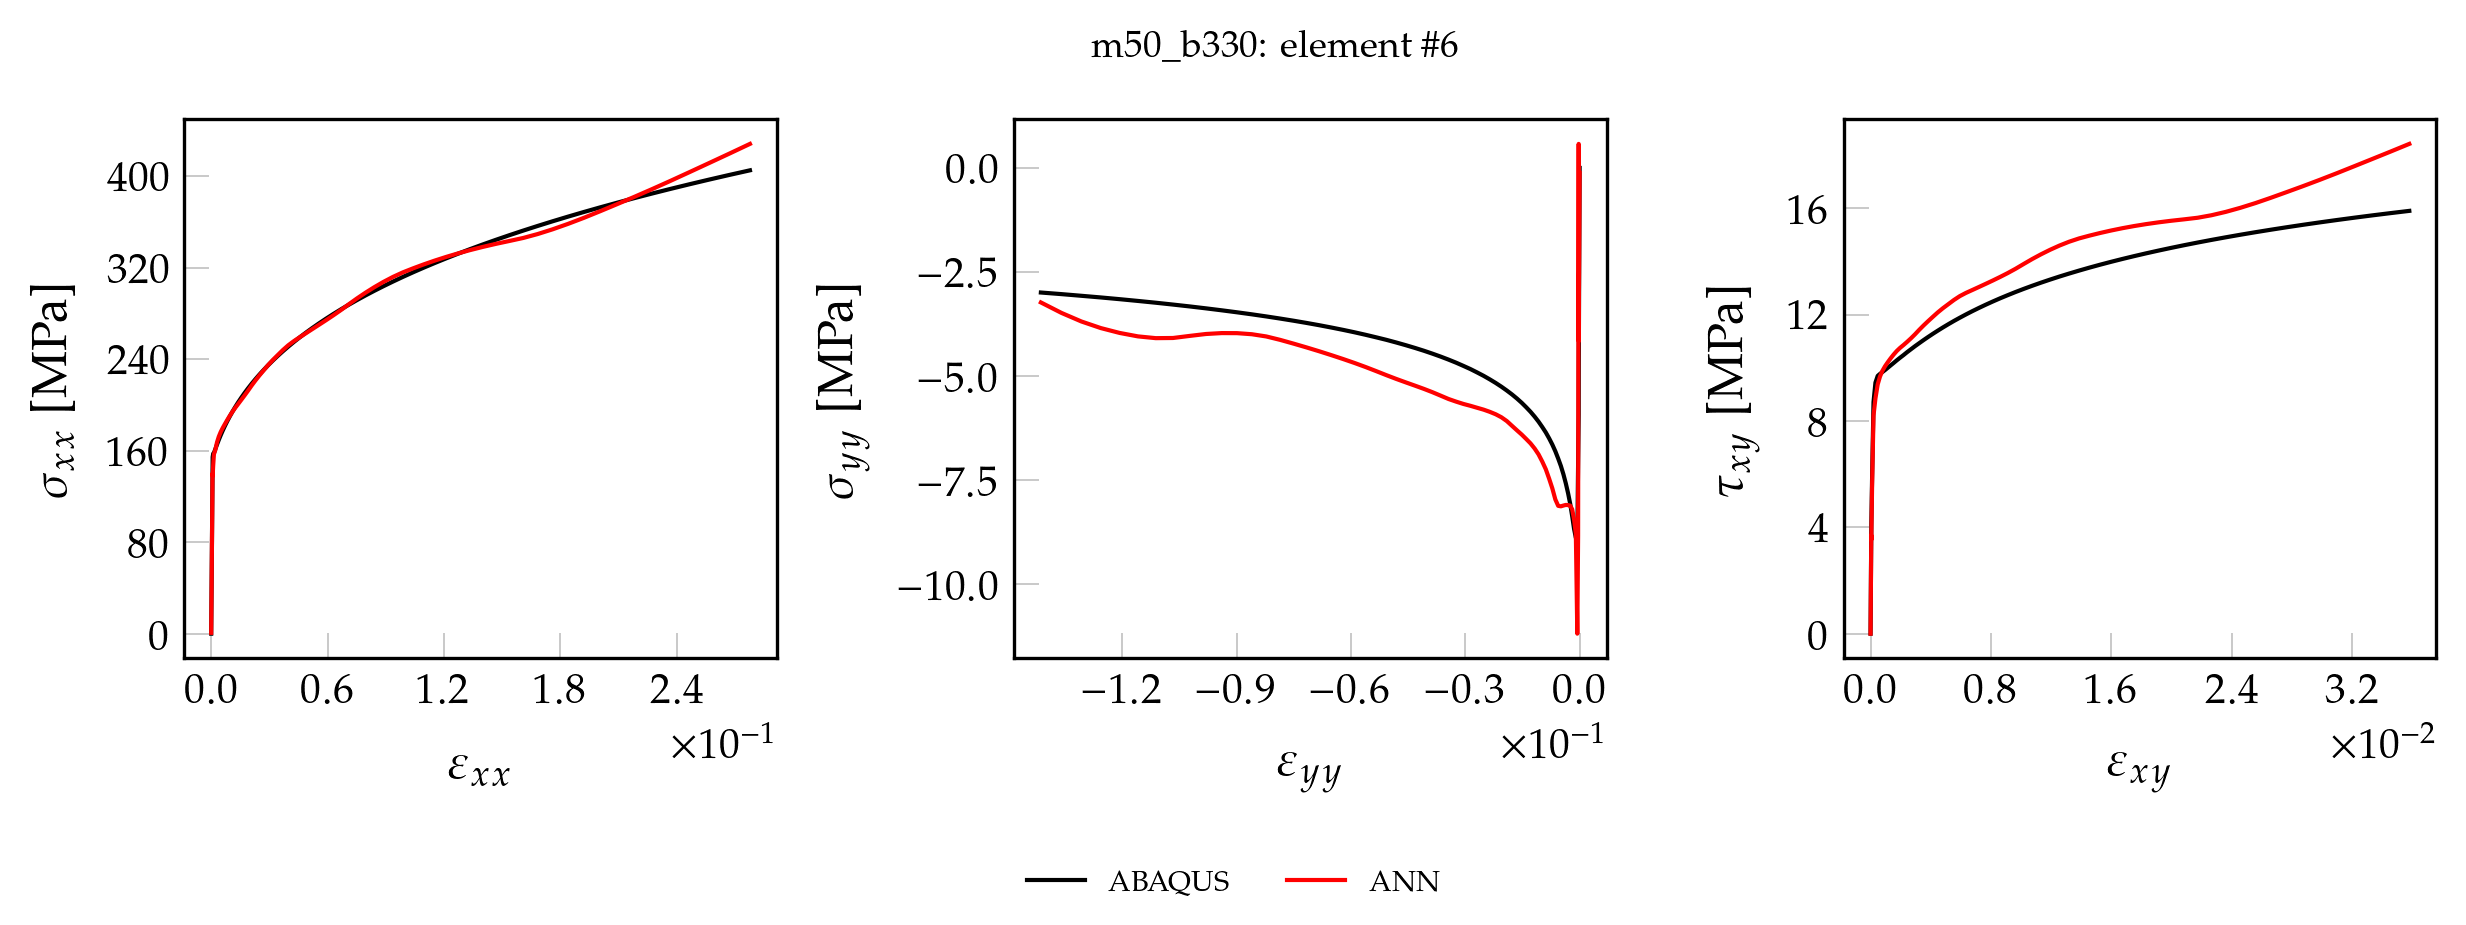 m50_b330: element #6
σxx [MPa]
400
320
240
160
80
0
0.0 0.6 1.2 1.8 2.4
×10⁻¹
εxx
σyy [MPa]
0.0
−2.5
−5.0
−7.5
−10.0
−1.2 −0.9 −0.6 −0.3 0.0
×10⁻¹
εyy
τxy [MPa]
16
12
8
4
0
0.0 0.8 1.6 2.4 3.2
×10⁻²
εxy
ABAQUS ANN